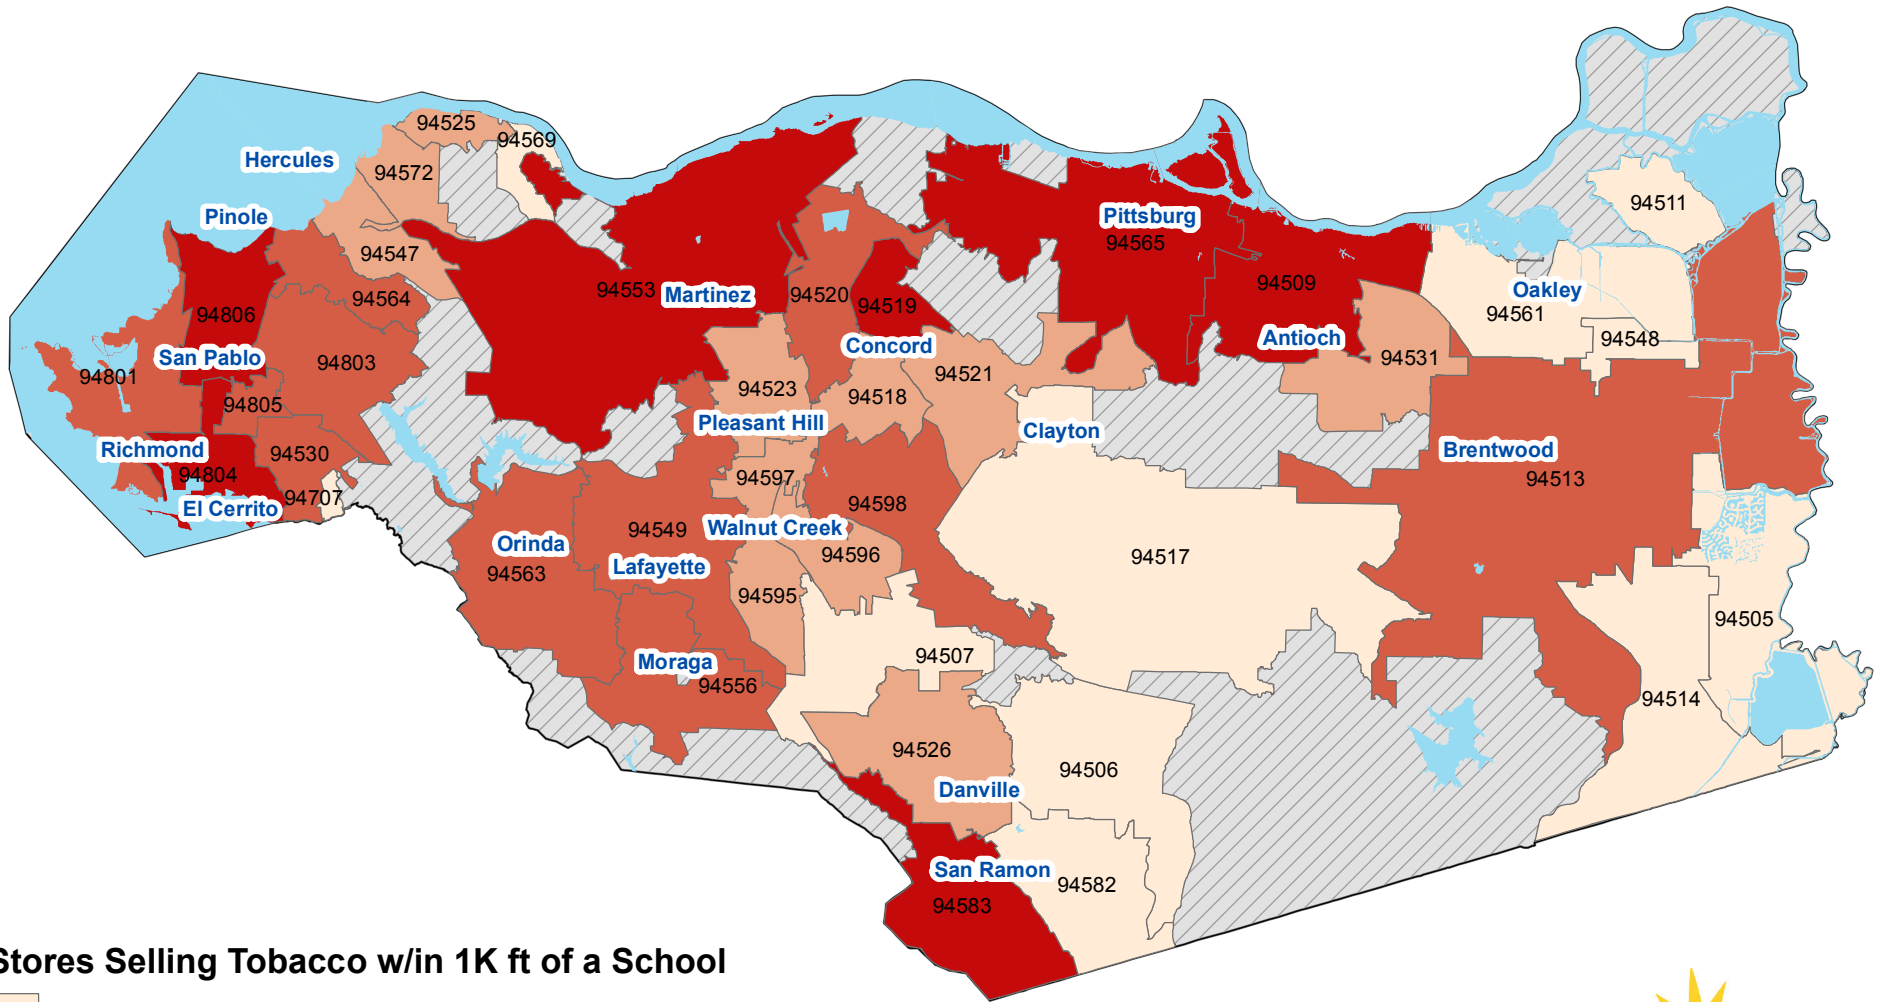 94525
94569
Hercules
94572
94511
Pinole
Pittsburg
94565
94547
94509
94553
Martinez
94564
94520
94519
Oakley
94561
94806
Antioch
94548
San Pablo
Concord
94803
94531
94801
94521
94523
94518
94805
Pleasant Hill
Clayton
Richmond
94530
Brentwood
94804
94597
94513
94707
El Cerrito
94598
94549
Walnut Creek
Orinda
94596
94517
Lafayette
94563
94595
94505
94507
Moraga
94556
94514
94526
94506
Danville
San Ramon
94582
94583
Stores Selling Tobacco w/in 1K ft of a School